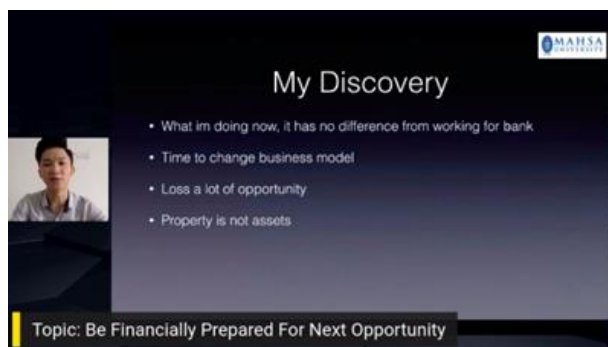 MAHSA
UNIVERSITY
My Discovery
• What im doing now, it has no difference from working for bank
• Time to change business model
• Loss a lot of opportunity
• Property is not assets
Topic: Be Financially Prepared For Next Opportunity